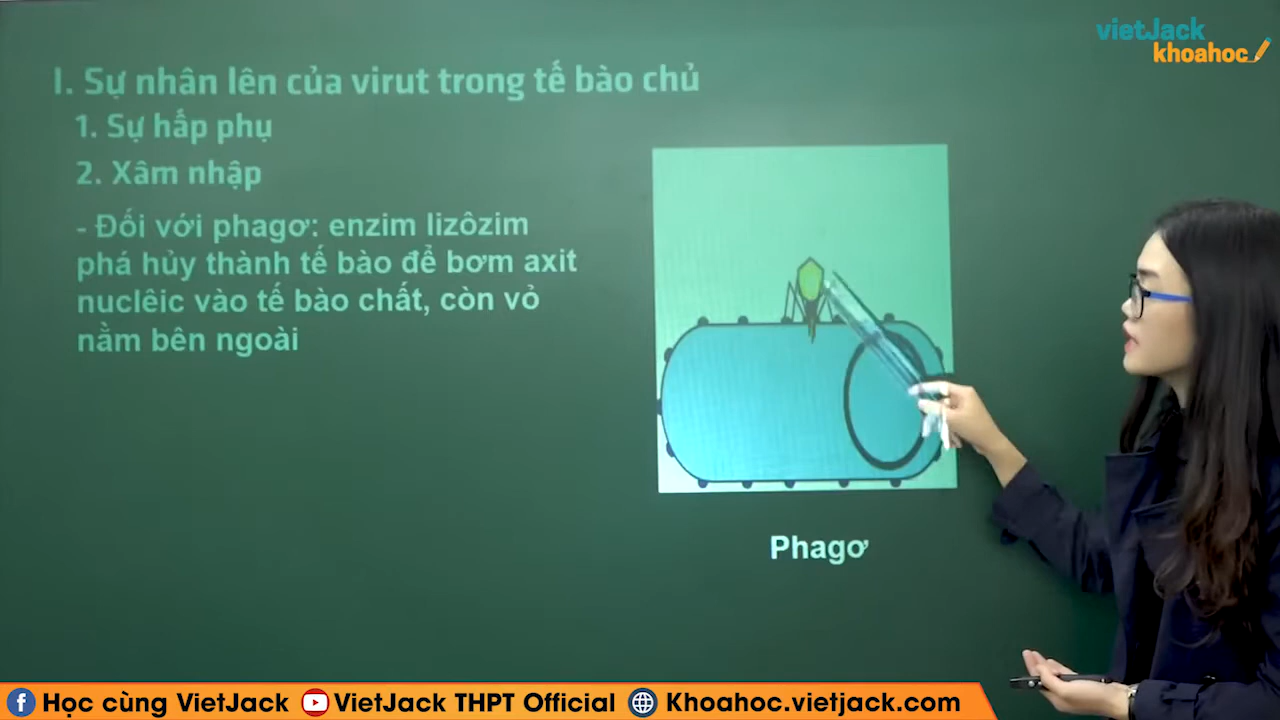 vietJack
khoahoc
I. Sự nhân lên của virut trong tế bào chủ
1. Sự hấp phụ
2. Xâm nhập
- Đối với phagơ: enzim lizôzim
phá hủy thành tế bào để bơm axit
nuclêic vào tế bào chất, còn vỏ
nằm bên ngoài
Phagơ
Học cùng VietJack VietJack THPT Official Khoahoc.vietjack.com